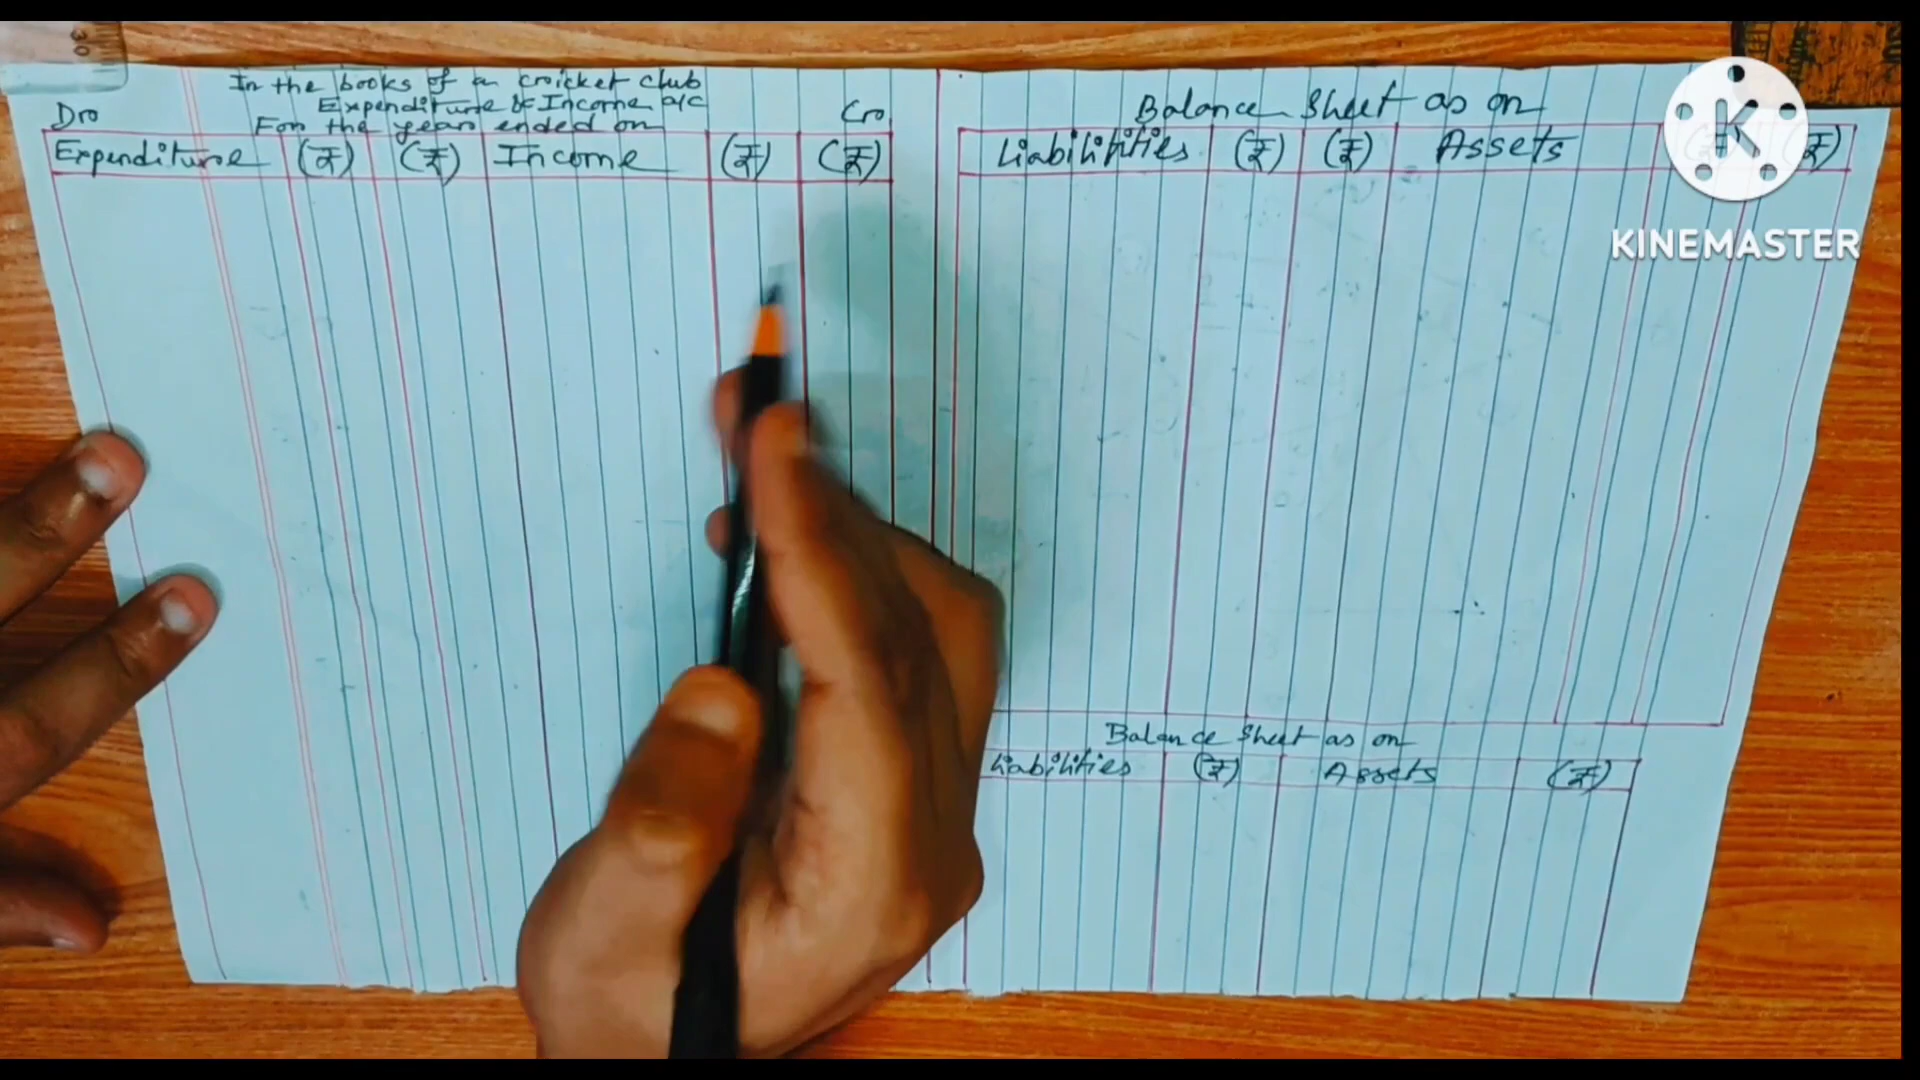 30
In the books of a cricket club
Expenditure & Income a/c
Dr Cr
For the year ended on
Expenditure (₹) (₹) Income (₹) (₹)
Balance Sheet as on
Liabilities (₹) (₹) Assets (₹) (₹)
K
KINEMASTER
Balance Sheet as on
Liabilities (₹) Assets (₹)